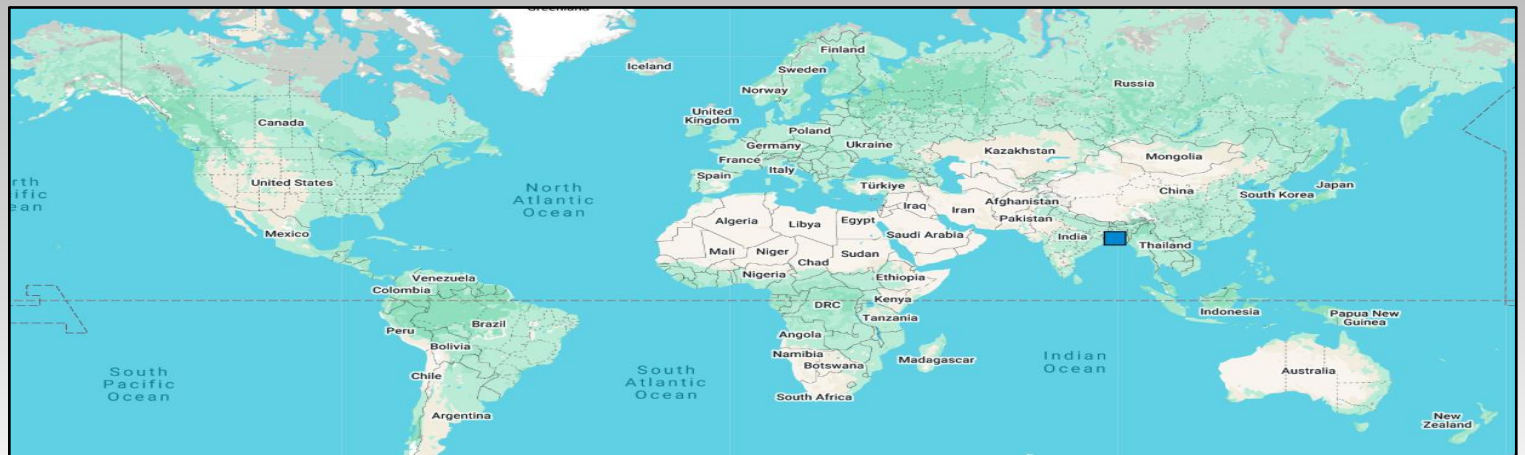 Greenland
Finland
Iceland
Sweden
Russia
Norway
United
Kingdom
Canada
Poland
Germany
Ukraine
France
Kazakhstan
Mongolia
Italy
Spain
United States
North
Atlantic
Ocean
Türkiye
China
South Korea
Japan
Iraq
Iran
Afghanistan
Pakistan
Algeria
Libya
Egypt
Saudi Arabia
Mexico
India
Thailand
Mali
Niger
Sudan
Chad
Venezuela
Nigeria
Ethiopia
Colombia
Kenya
DRC
Indonesia
Papua New
Guinea
Tanzania
Peru
Brazil
Angola
Bolivia
Namibia
Botswana
Madagascar
Indian
Ocean
South
Pacific
Ocean
Chile
South
Atlantic
Ocean
Australia
South Africa
Argentina
New
Zealand